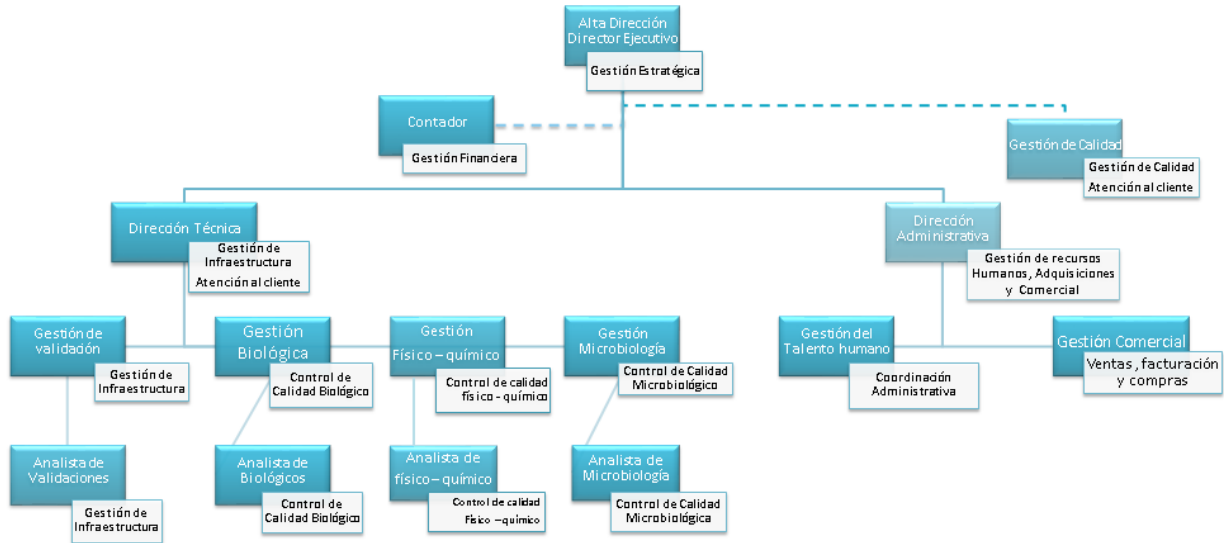 Alta Dirección
Director Ejecutivo
Gestión Estratégica
Contador
Gestión Financiera
Gestión de Calidad
Gestión de Calidad
Atención al cliente
Dirección Técnica
Gestión de
Infraestructura
Atención al cliente
Dirección
Administrativa
Gestión de recursos
Humanos, Adquisiciones
y Comercial
Gestión de
validación
Gestión de
Infraestructura
Gestión
Biológica
Control de
Calidad Biológico
Gestión
Físico – químico
Control de calidad
físico - químico
Gestión
Microbiología
Control de Calidad
Microbiológico
Gestión del
Talento humano
Coordinación
Administrativa
Gestión Comercial
Ventas, facturación
y compras
Analista de
Validaciones
Gestión de
Infraestructura
Analista de
Biológicos
Control de
Calidad Biológico
Analista de
físico – químico
Control de calidad
Físico – químico
Analista de
Microbiología
Control de Calidad
Microbiológica